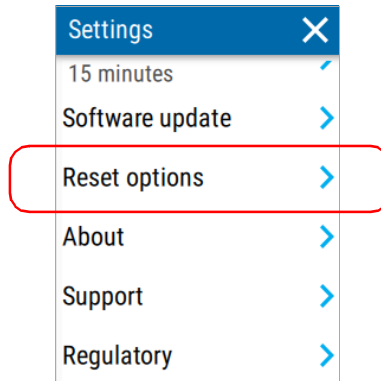 Settings
15 minutes
Software update
Reset options
About
Support
Regulatory